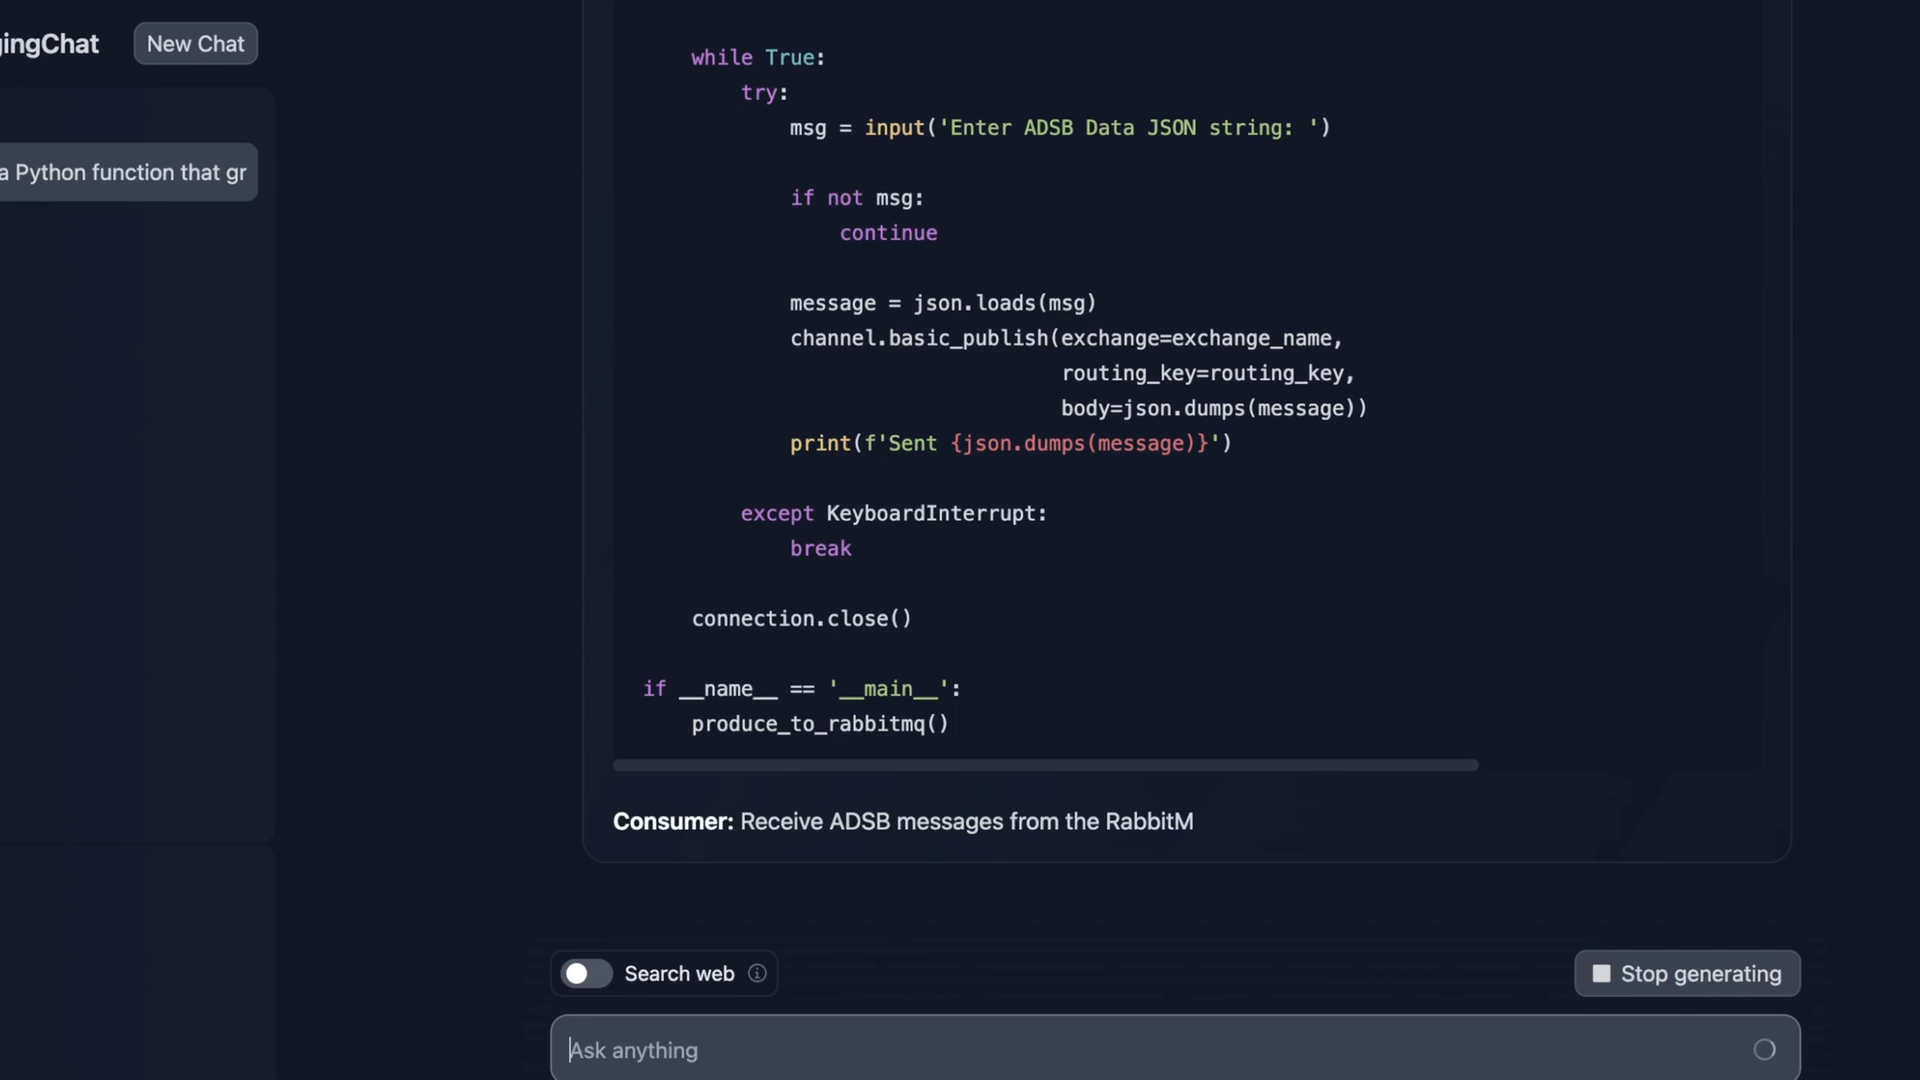 gingChat
New Chat
a Python function that gr
while True:
try:
msg = input('Enter ADSB Data JSON string: ')
if not msg:
continue
message = json.loads(msg)
channel.basic_publish(exchange=exchange_name,
routing_key=routing_key,
body=json.dumps(message))
print(f'Sent {json.dumps(message)}')
except KeyboardInterrupt:
break
connection.close()
if __name__ == '__main__':
produce_to_rabbitmq()
Consumer: Receive ADSB messages from the RabbitM
Search web
Stop generating
Ask anything